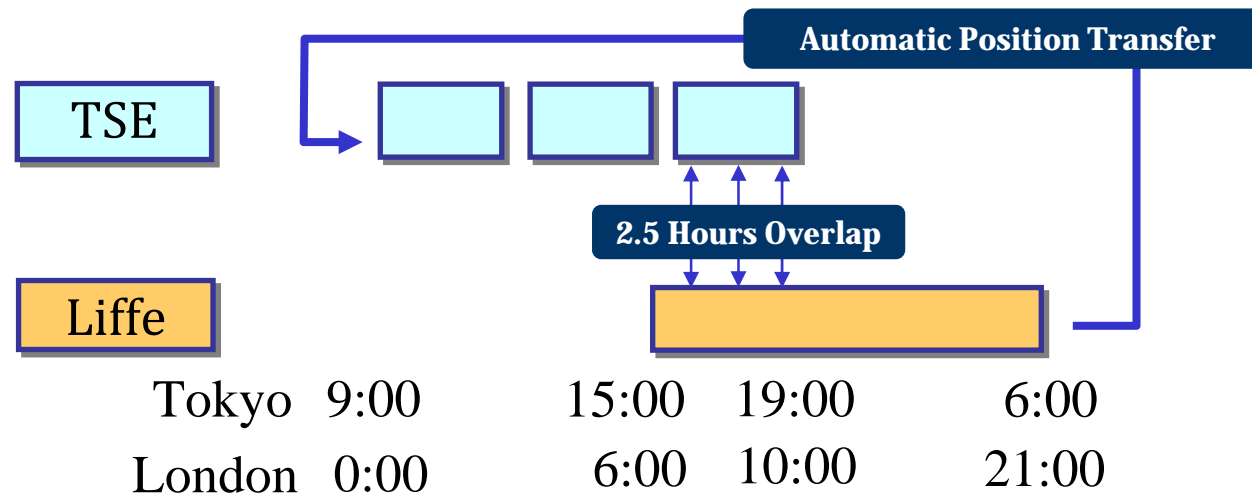 Automatic Position Transfer
TSE
2.5 Hours Overlap
Liffe
Tokyo 9:00 15:00 19:00 6:00
London 0:00 6:00 10:00 21:00